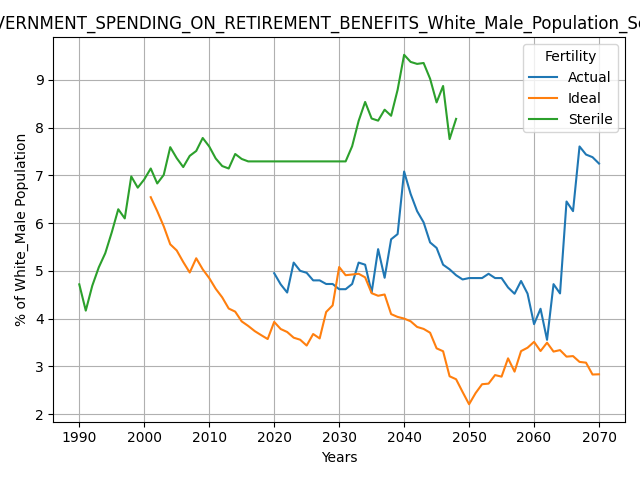 VERNMENT_SPENDING_ON_RETIREMENT_BENEFITS_White_Male_Population_S
Fertility
Actual
Ideal
Sterile
% of White_Male Population
9
8
7
6
5
4
3
2
1990 2000 2010 2020 2030 2040 2050 2060 2070
Years